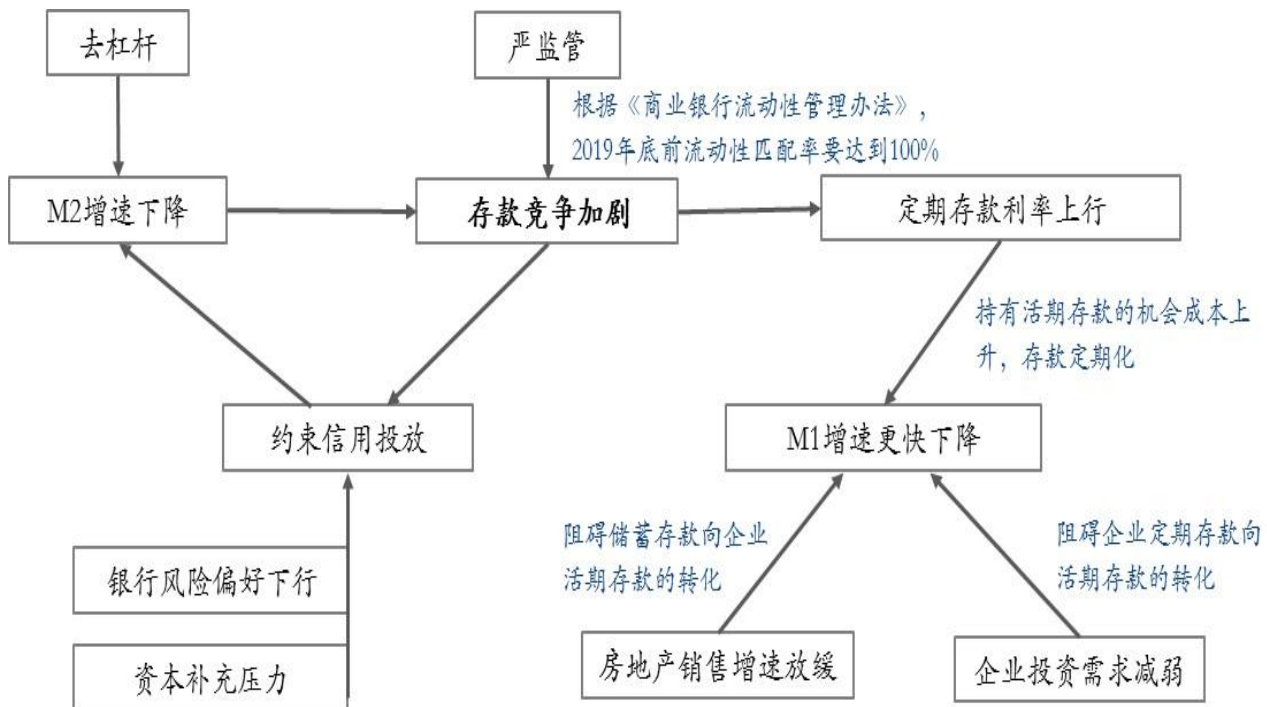 去杠杆
严监管
根据《商业银行流动性管理办法》，
2019年底前流动性匹配率要达到100%
M2增速下降
存款竞争加剧
定期存款利率上行
持有活期存款的机会成本上
升，存款定期化
约束信用投放
M1增速更快下降
阻碍储蓄存款向企业
活期存款的转化
阻碍企业定期存款向
活期存款的转化
银行风险偏好下行
资本补充压力
房地产销售增速放缓
企业投资需求减弱